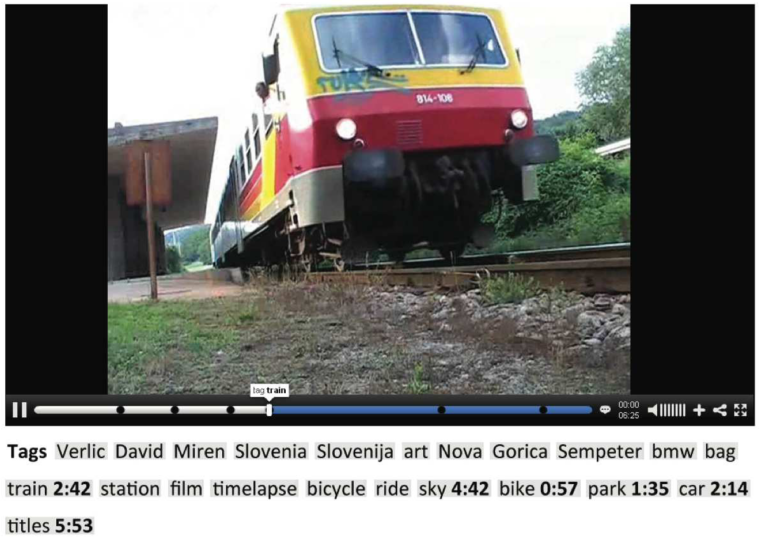 814-108
tag:train
00:00
06:25
Tags Verlic David Miren Slovenia Slovenija art Nova Gorica Sempeter bmw bag
train 2:42 station film timelapse bicycle ride sky 4:42 bike 0:57 park 1:35 car 2:14
titles 5:53